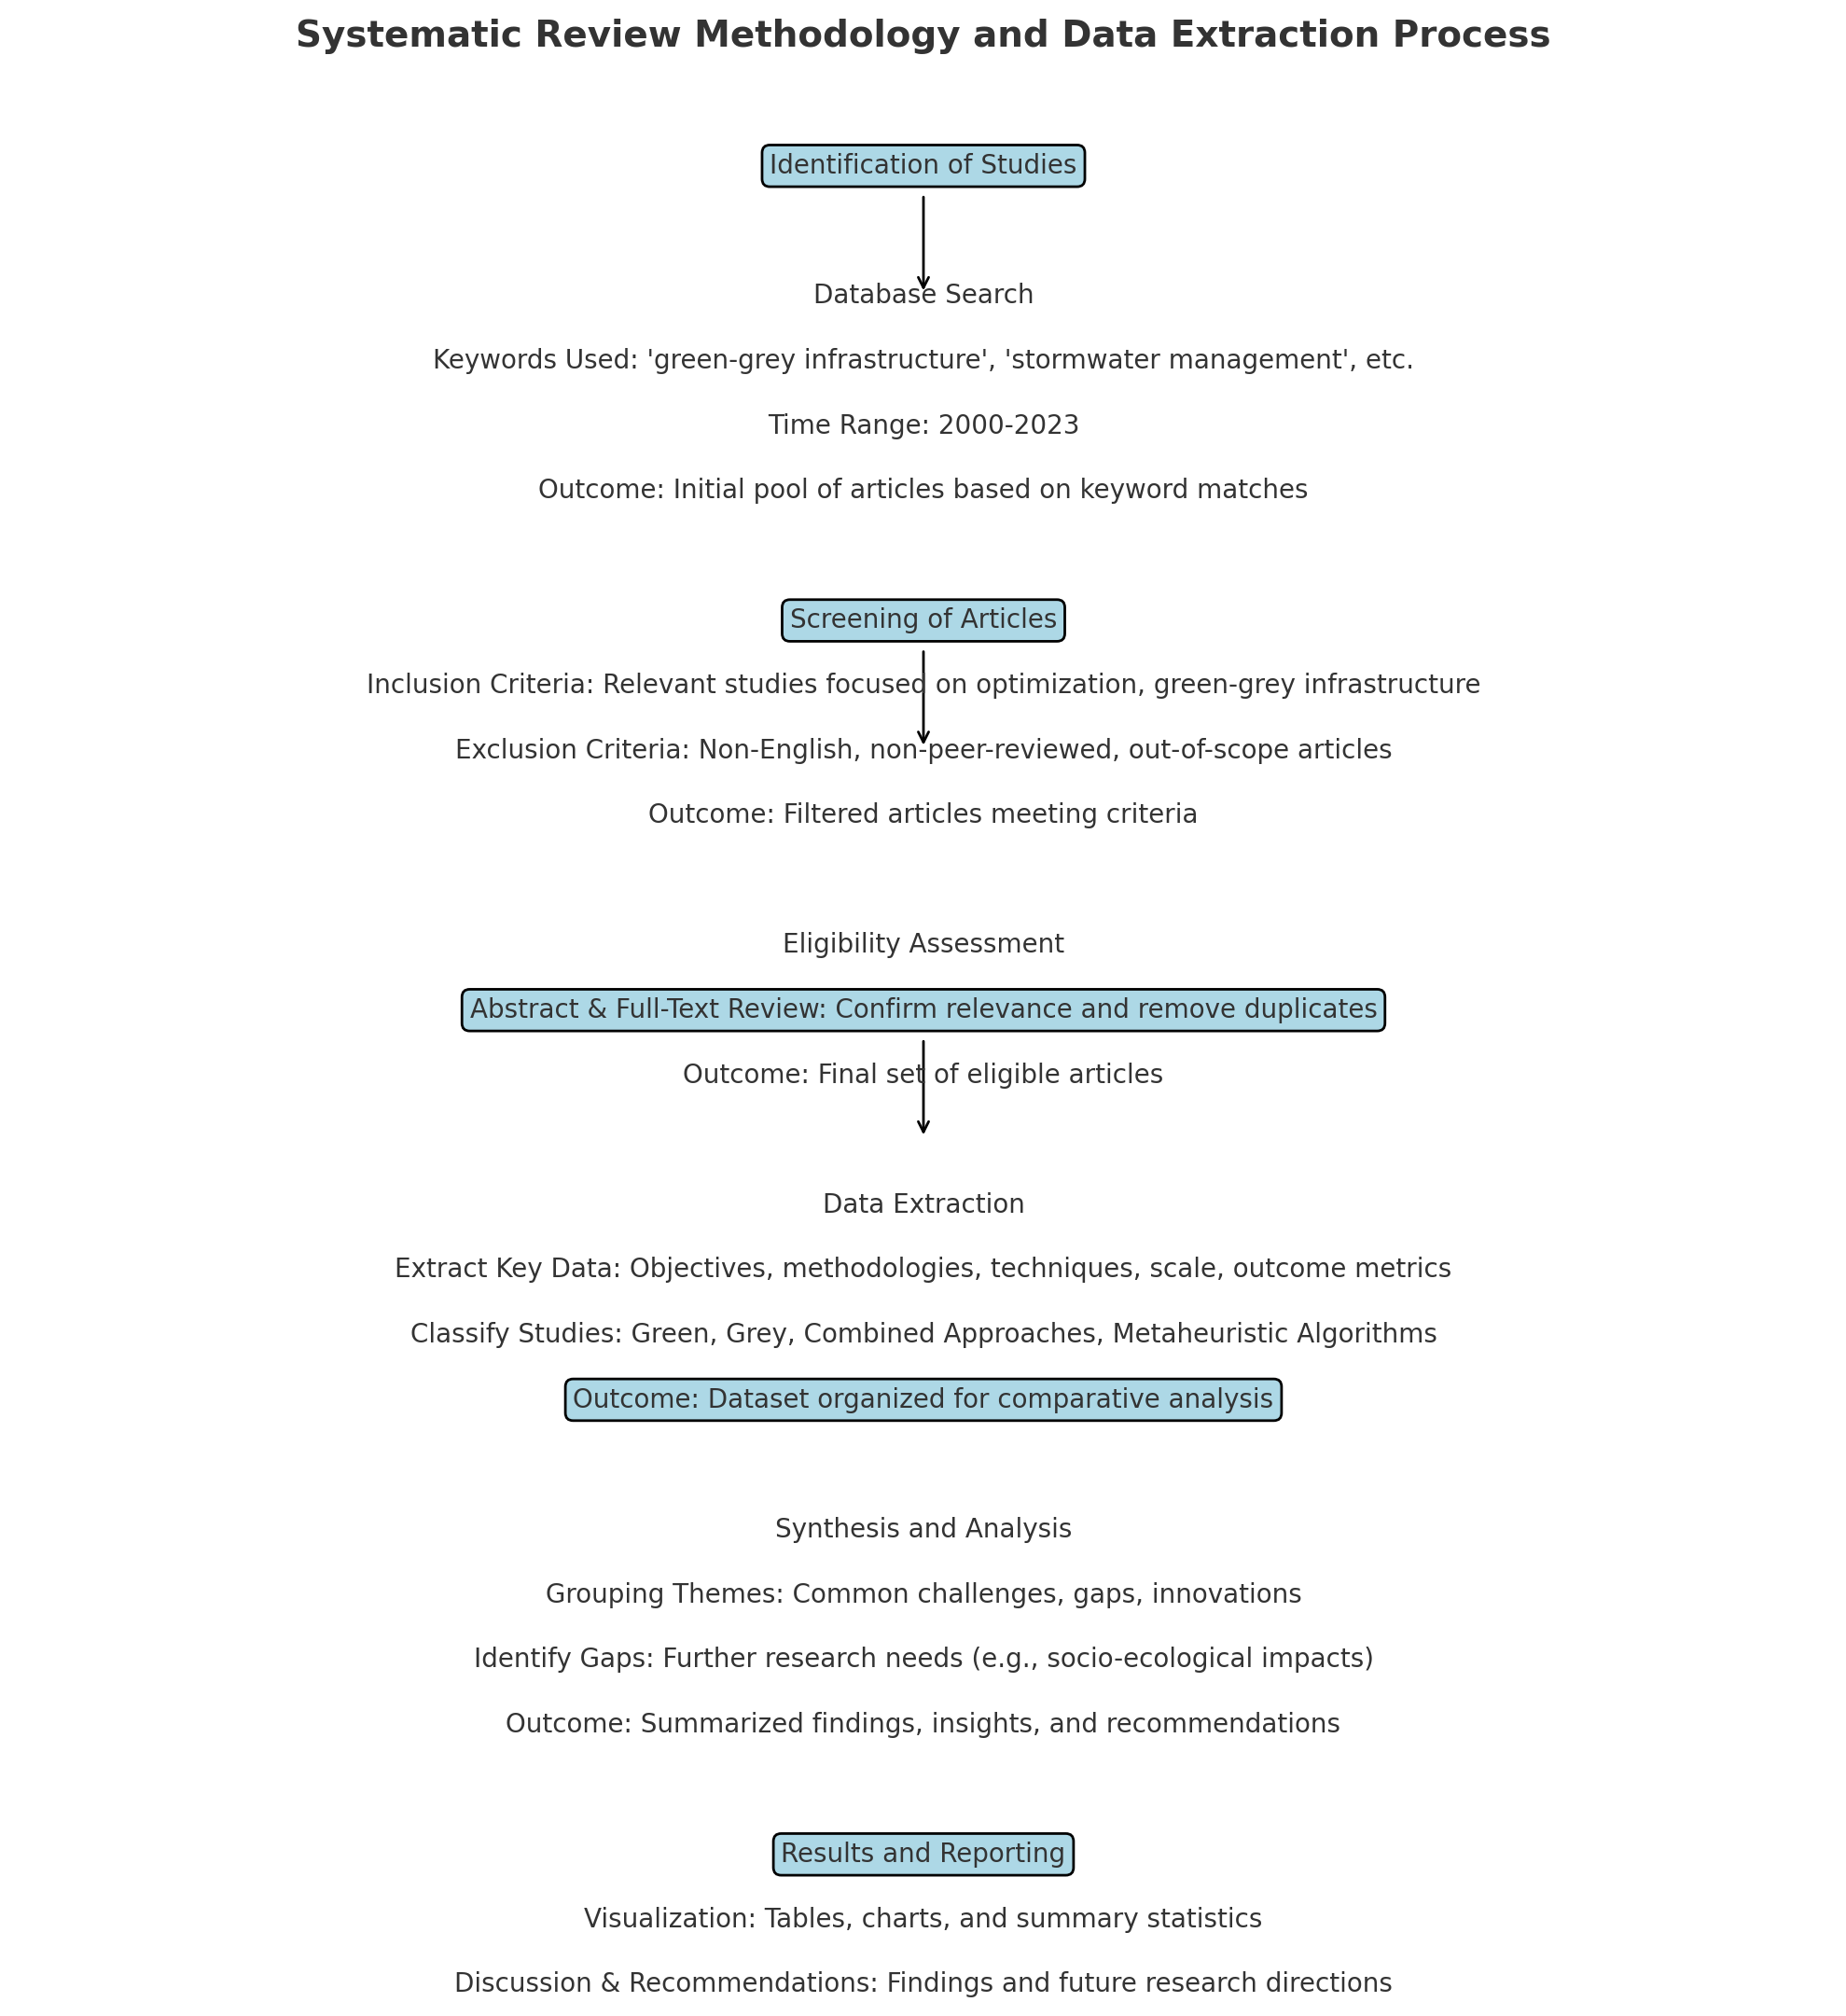 Systematic Review Methodology and Data Extraction Process
Identification of Studies
Database Search
Keywords Used: 'green-grey infrastructure', 'stormwater management', etc.
Time Range: 2000-2023
Outcome: Initial pool of articles based on keyword matches
Screening of Articles
Inclusion Criteria: Relevant studies focused on optimization, green-grey infrastructure
Exclusion Criteria: Non-English, non-peer-reviewed, out-of-scope articles
Outcome: Filtered articles meeting criteria
Eligibility Assessment
Abstract & Full-Text Review: Confirm relevance and remove duplicates
Outcome: Final set of eligible articles
Data Extraction
Extract Key Data: Objectives, methodologies, techniques, scale, outcome metrics
Classify Studies: Green, Grey, Combined Approaches, Metaheuristic Algorithms
Outcome: Dataset organized for comparative analysis
Synthesis and Analysis
Grouping Themes: Common challenges, gaps, innovations
Identify Gaps: Further research needs (e.g., socio-ecological impacts)
Outcome: Summarized findings, insights, and recommendations
Results and Reporting
Visualization: Tables, charts, and summary statistics
Discussion & Recommendations: Findings and future research directions